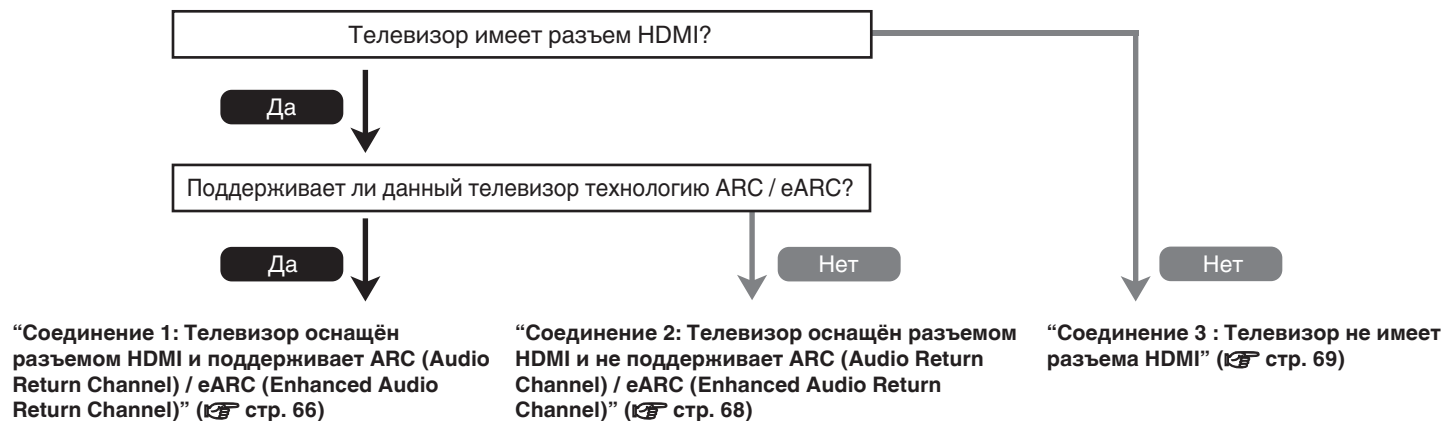 Телевизор имеет разъем HDMI?
Да
Поддерживает ли данный телевизор технологию ARC / eARC?
Да
Нет
Нет
“Соединение 1: Телевизор оснащён
разъемом HDMI и поддерживает ARC (Audio
Return Channel) / eARC (Enhanced Audio
Return Channel)” (☞ стр. 66)
“Соединение 2: Телевизор оснащён разъемом
HDMI и не поддерживает ARC (Audio Return
Channel) / eARC (Enhanced Audio Return
Channel)” (☞ стр. 68)
“Соединение 3 : Телевизор не имеет
разъема HDMI” (☞ стр. 69)